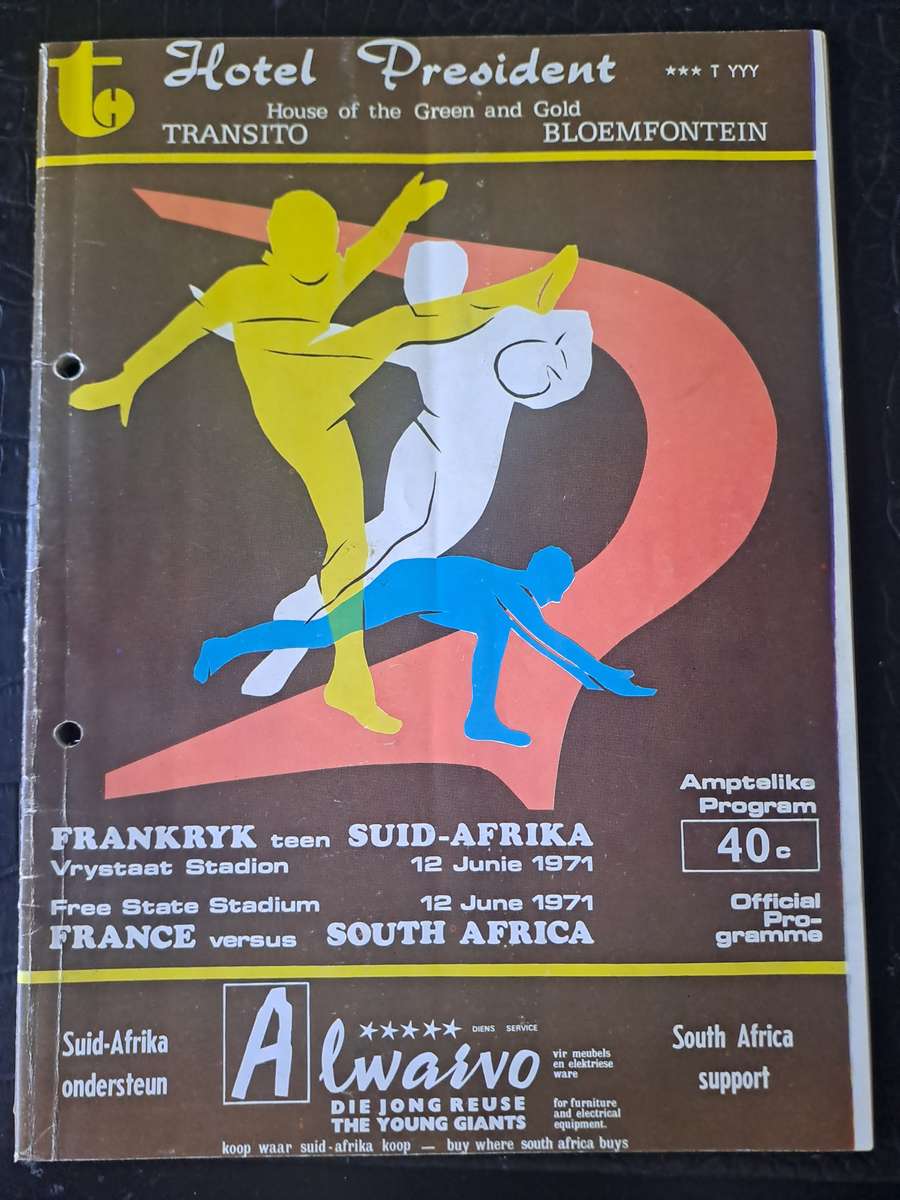 tH
Hotel President *** T YYY
House of the Green and Gold
TRANSITO BLOEMFONTEIN
Amptelike
Program
40c
Official
Pro-
gramme
FRANKRYK teen SUID-AFRIKA
Vrystaat Stadion 12 Junie 1971
Free State Stadium 12 June 1971
FRANCE versus SOUTH AFRICA
Suid-Afrika
ondersteun
★★★★★ DIENS SERVICE
Alwarvo
DIE JONG REUSE
THE YOUNG GIANTS
vir meubels
en elektriese
ware
for furniture
and electrical
equipment.
South Africa
support
koop waar suid-afrika koop — buy where south africa buys